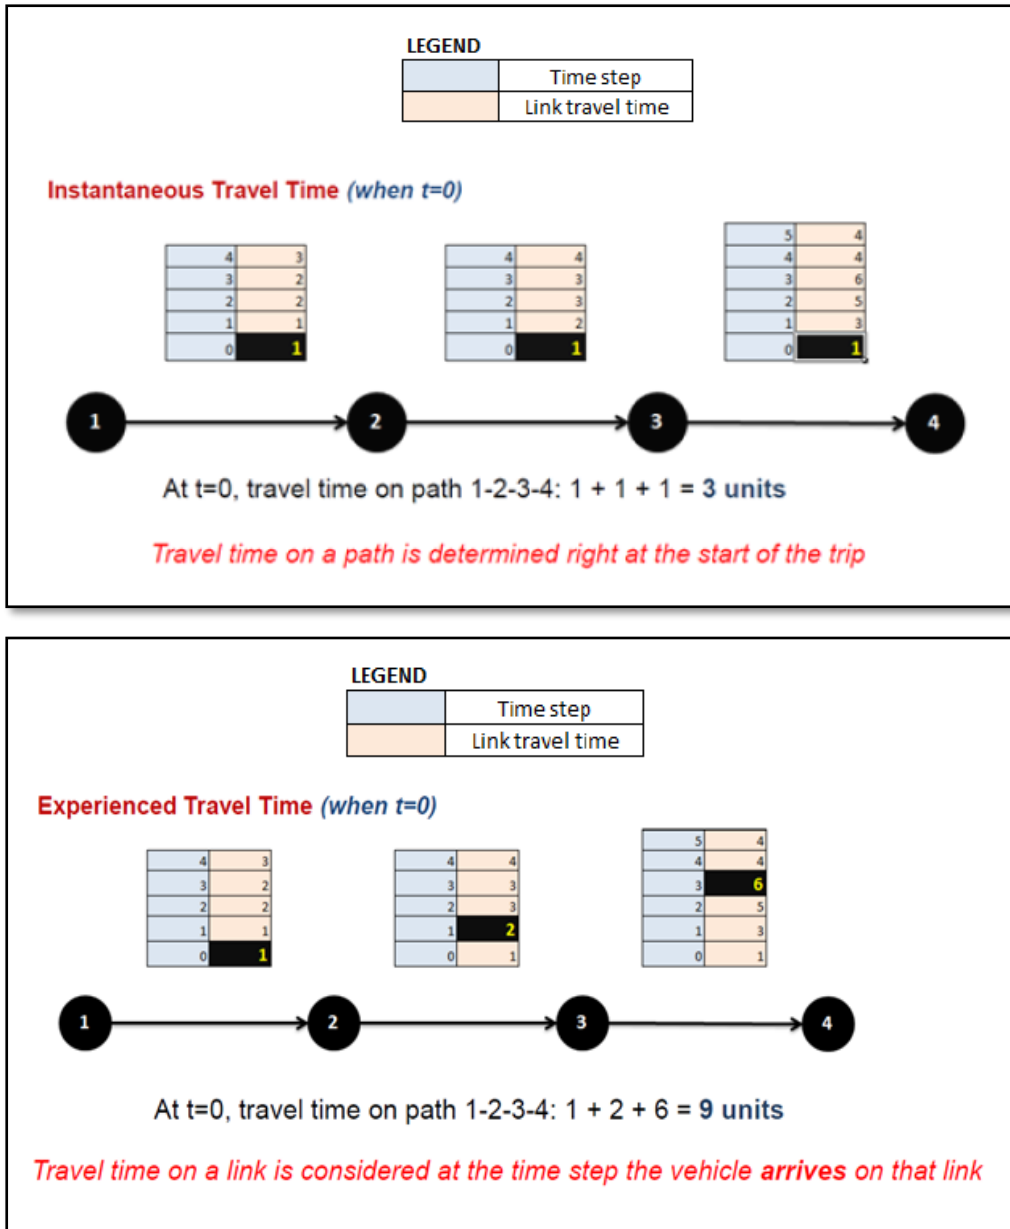 LEGEND
Time step
Link travel time
Instantaneous Travel Time (when t=0)
5 4
4 3 4 4 4 4
3 2 3 3 3 6
2 2 2 3 2 5
1 1 1 2 1 3
0 1 0 1 0 1
1 2 3 4
At t=0, travel time on path 1-2-3-4: 1 + 1 + 1 = 3 units
Travel time on a path is determined right at the start of the trip
LEGEND
Time step
Link travel time
Experienced Travel Time (when t=0)
5 4
4 3 4 4 4 4
3 2 3 3 3 6
2 2 2 3 2 5
1 1 1 2 1 3
0 1 0 1 0 1
1 2 3 4
At t=0, travel time on path 1-2-3-4: 1 + 2 + 6 = 9 units
Travel time on a link is considered at the time step the vehicle arrives on that link